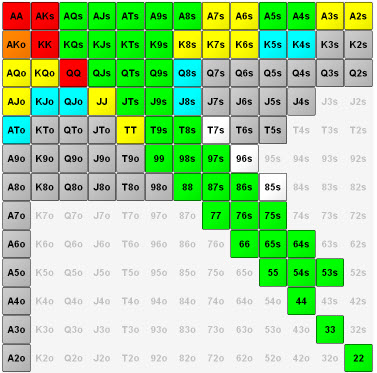 AA AKs AQs AJs ATs A9s A8s A7s A6s A5s A4s A3s A2s
AKo KK KQs KJs KTs K9s K8s K7s K6s K5s K4s K3s K2s
AQo KQo QQ QJs QTs Q9s Q8s Q7s Q6s Q5s Q4s Q3s Q2s
AJo KJo QJo JJ JTs J9s J8s J7s J6s J5s J4s J3s J2s
ATo KTo QTo JTo TT T9s T8s T7s T6s T5s T4s T3s T2s
A9o K9o Q9o J9o T9o 99 98s 97s 96s 95s 94s 93s 92s
A8o K8o Q8o J8o T8o 98o 88 87s 86s 85s 84s 83s 82s
A7o K7o Q7o J7o T7o 97o 87o 77 76s 75s 74s 73s 72s
A6o K6o Q6o J6o T6o 96o 86o 76o 66 65s 64s 63s 62s
A5o K5o Q5o J5o T5o 95o 85o 75o 65o 55 54s 53s 52s
A4o K4o Q4o J4o T4o 94o 84o 74o 64o 54o 44 43s 42s
A3o K3o Q3o J3o T3o 93o 83o 73o 63o 53o 43o 33 32s
A2o K2o Q2o J2o T2o 92o 82o 72o 62o 52o 42o 32o 22